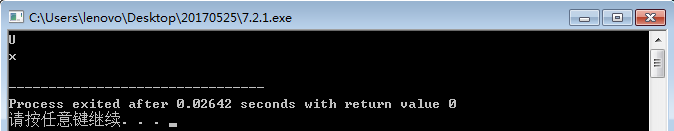 C:\Users\lenovo\Desktop\20170525\7.2.1.exe
U
x
--------------------------------
Process exited after 0.02642 seconds with return value 0
请按任意键继续. . .